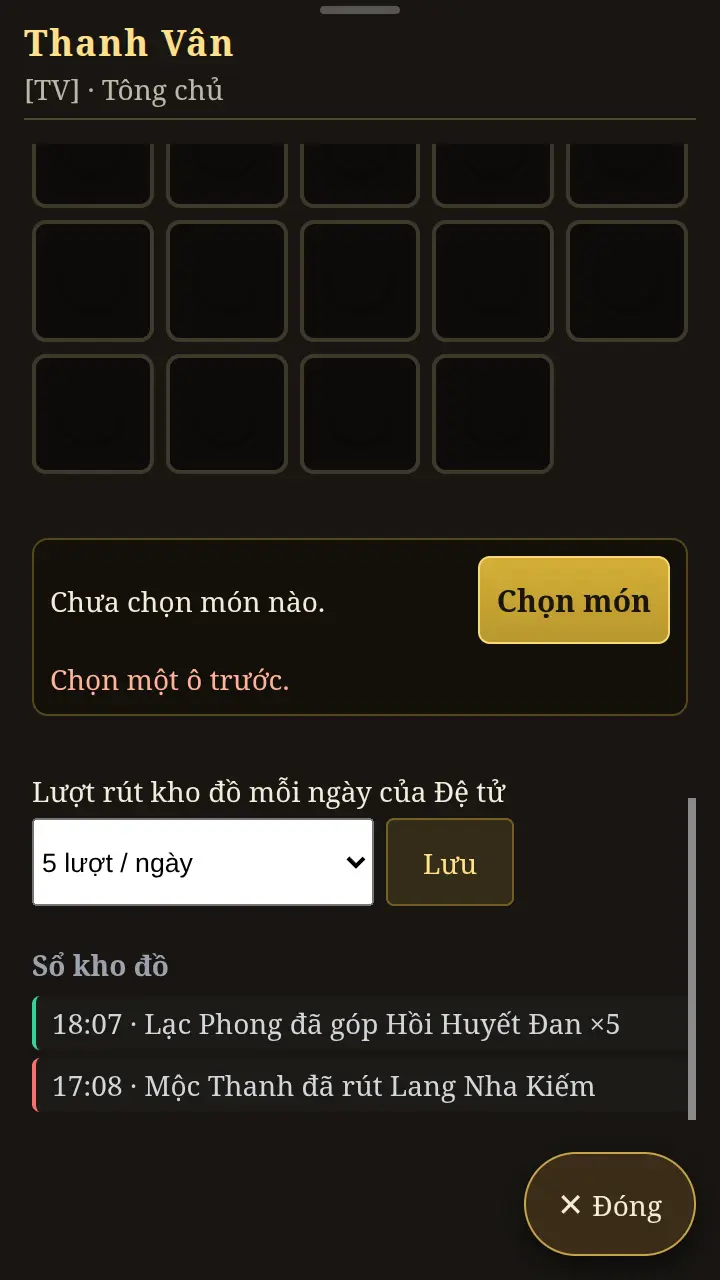 Thanh Vân
[TV] · Tông chủ
Chưa chọn món nào.
Chọn món
Chọn một ô trước.
Lượt rút kho đồ mỗi ngày của Đệ tử
5 lượt / ngày
Lưu
Sổ kho đồ
18:07 · Lạc Phong đã góp Hồi Huyết Đan ×5
17:08 · Mộc Thanh đã rút Lang Nha Kiếm
✕ Đóng